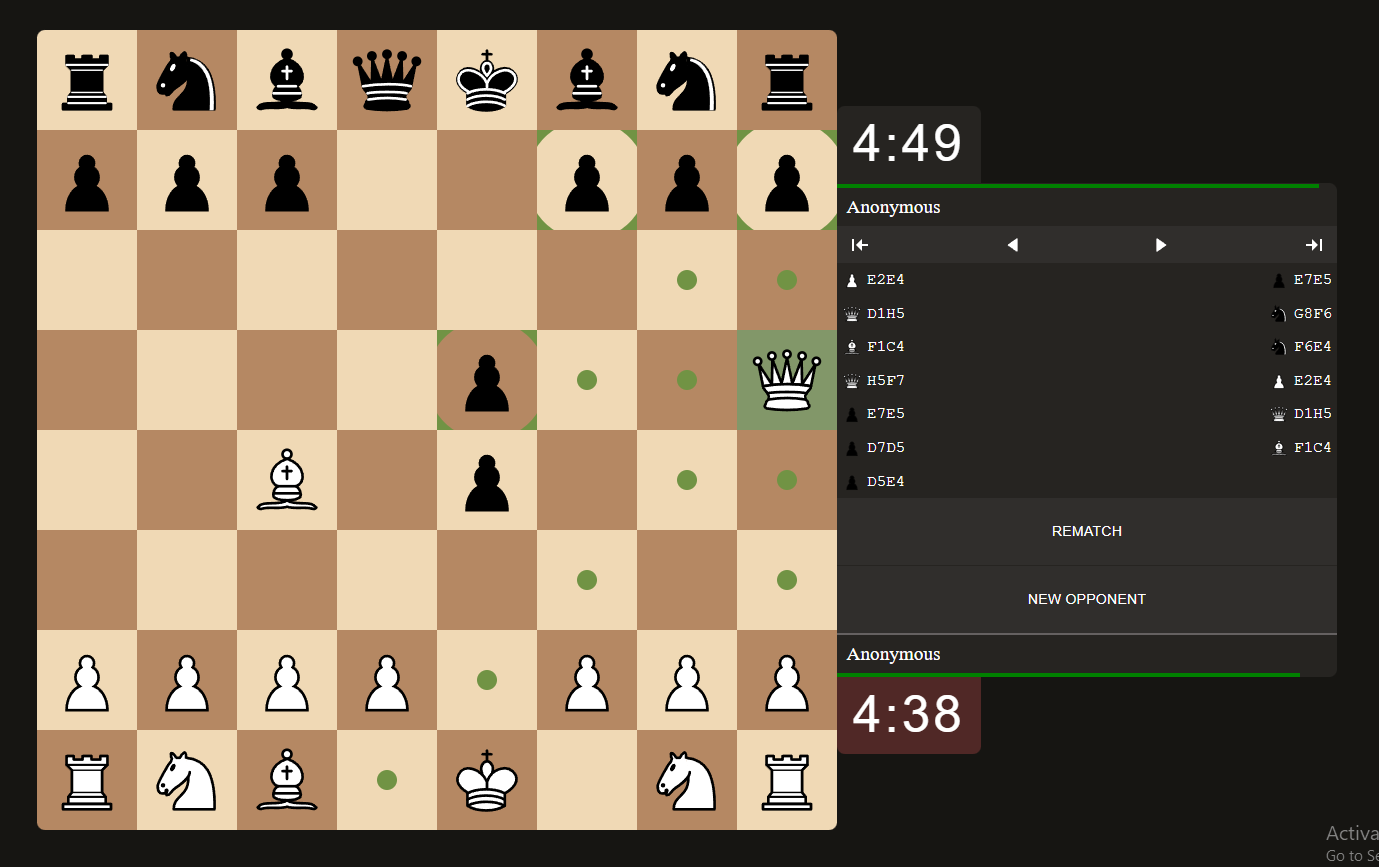 4:49
Anonymous
E2E4 E7E5
D1H5 G8F6
F1C4 F6E4
H5F7 E2E4
E7E5 D1H5
D7D5 F1C4
D5E4
REMATCH
NEW OPPONENT
Anonymous
4:38
Activa
Go to Se